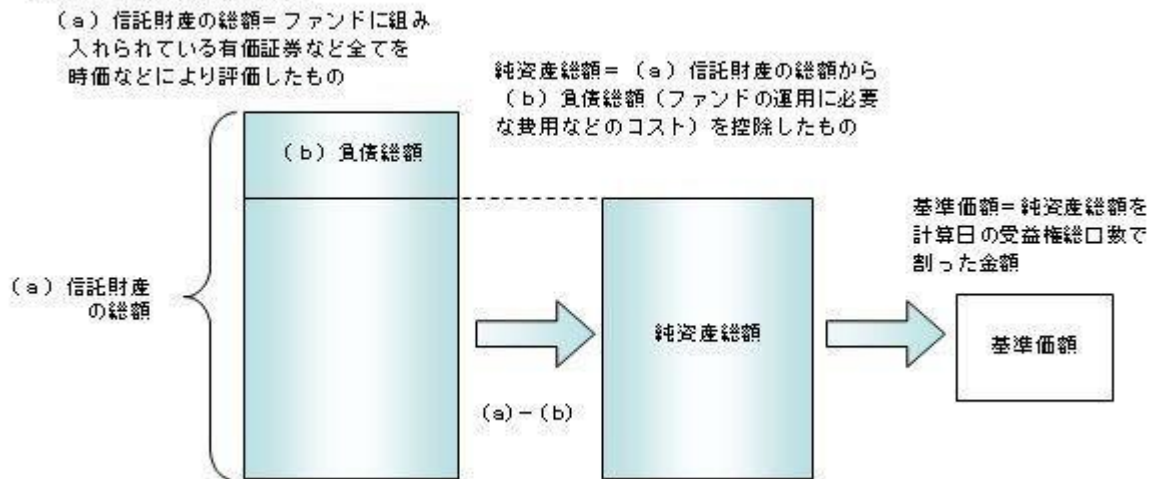 (a)信託財産の総額=ファンドに組み
入れられている有価証券など全てを
時価などにより評価したもの
純資産総額=(a)信託財産の総額から
(b)負債総額(ファンドの運用に必要
な費用などのコスト)を控除したもの
(b)負債総額
基準価額=純資産総額を
計算日の受益権総口数で
割った金額
(a)信託財産
の総額
純資産総額
基準価額
(a)-(b)